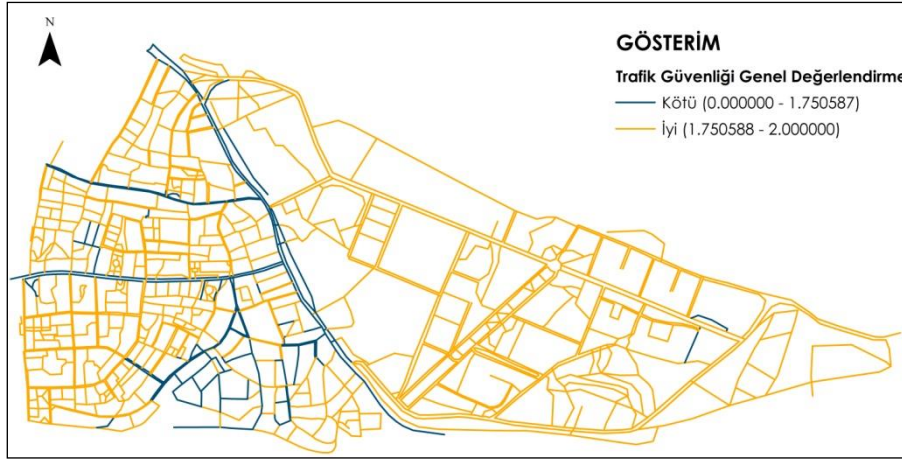 N
GÖSTERİM
Trafik Güvenliği Genel Değerlendirme
Kötü (0.000000 - 1.750587)
İyi (1.750588 - 2.000000)